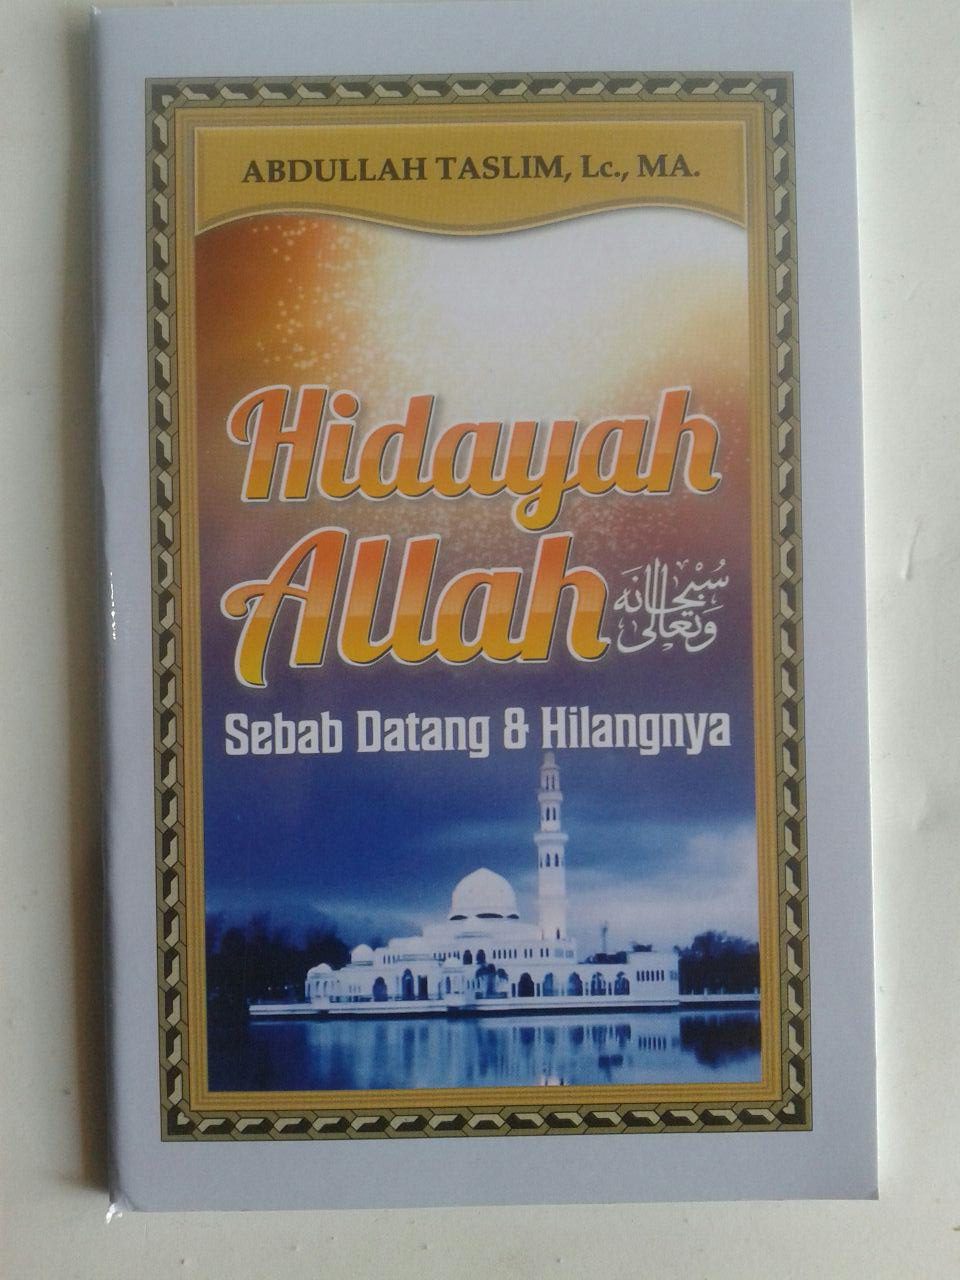 ABDULLAH TASLIM, Lc., MA.
Hidayah
Allah
سُبْحَانَهُ
وَتَعَالَى
Sebab Datang & Hilangnya